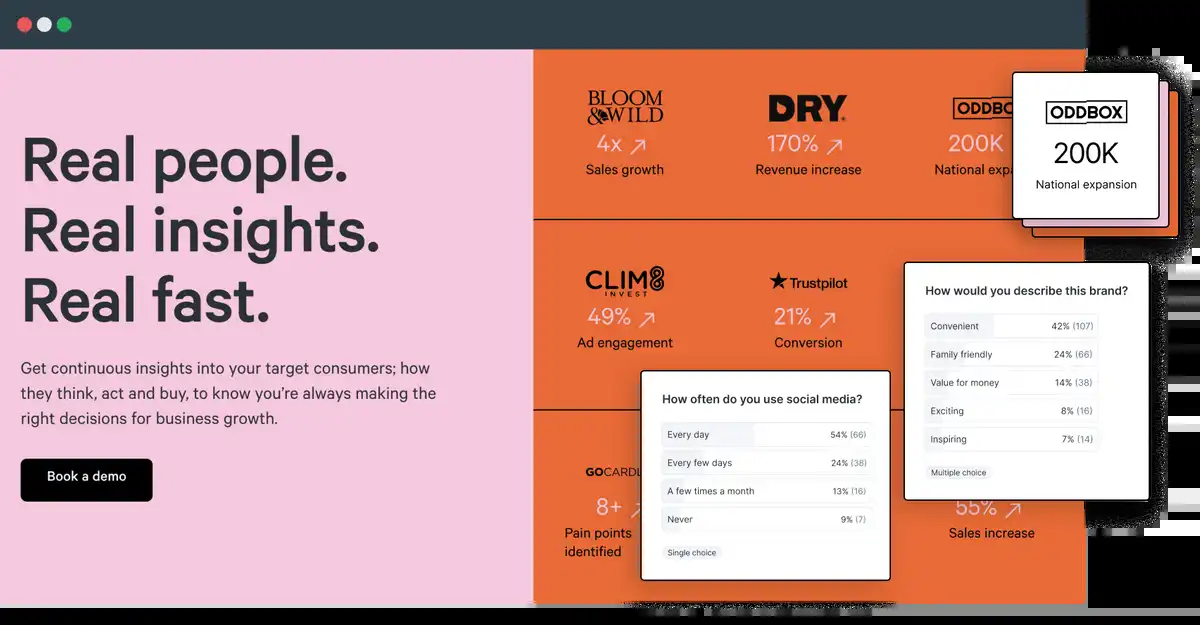 Real people.
Real insights.
Real fast.
Get continuous insights into your target consumers; how
they think, act and buy, to know you’re always making the
right decisions for business growth.
Book a demo
BLOOM
& WILD
4x
Sales growth
DRY
170%
Revenue increase
200K
National
ODDBOX
200K
National expansion
CLIM8
INVEST
49%
Ad engagement
Trustpilot
21%
Conversion
8+
Pain points
identified
55%
Sales increase
How often do you use social media?
Every day 54% (66)
Every few days 24% (38)
A few times a month 13% (16)
Never 9% (7)
Single choice
How would you describe this brand?
Convenient 42% (107)
Family friendly 24% (66)
Value for money 14% (38)
Exciting 8% (16)
Inspiring 7% (14)
Multiple choice